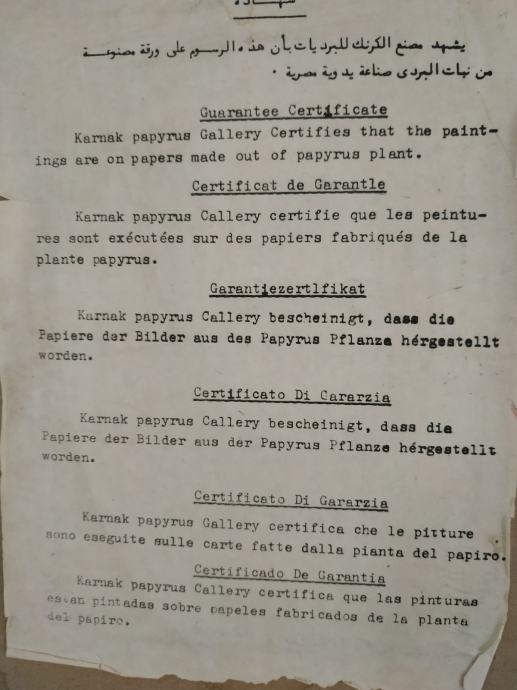 شهادة
يشهد مصنع الكرنك للبرديات بأن هذه الرسوم على ورقة مصنوعة
من نبات البردى صناعة يدوية مصرية .
Guarantee Certificate
Karnak papyrus Gallery Certifies that the paint-
ings are on papers made out of papyrus plant.
Certificat de Garantle
Karnak papyrus Callery certifie que les peintu-
res sont exécutées sur des papiers fabriqués de la
plante papyrus.
Garantiezertlfikat
Karnak papyrus Callery bescheinigt, dass die
Papiere der Bilder aus des Papyrus Pflanze hérgestellt
worden.
Certificato Di Cararzia
Karnak papyrus Callery bescheinigt, dass die
Papiere der Bilder aus der Papyrus Pflanze hérgestellt
worden.
Certificato Di Gararzia
Karnak papyrus Gallery certifica che le pitture
sono eseguite sulle carte fatte dalla pianta del papiro.
Certificado De Garantia
Karnak papyrus Callery certifica que las pinturas
estan pintadas sobre papeles fabricados de la planta
del papiro.